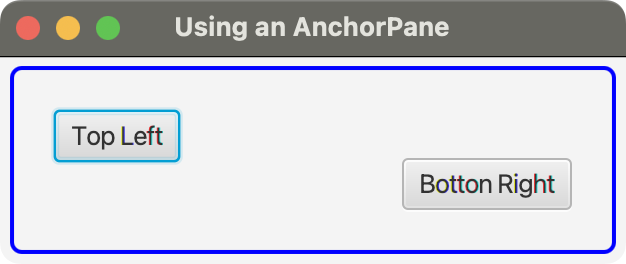 Using an AnchorPane
Top Left
Botton Right